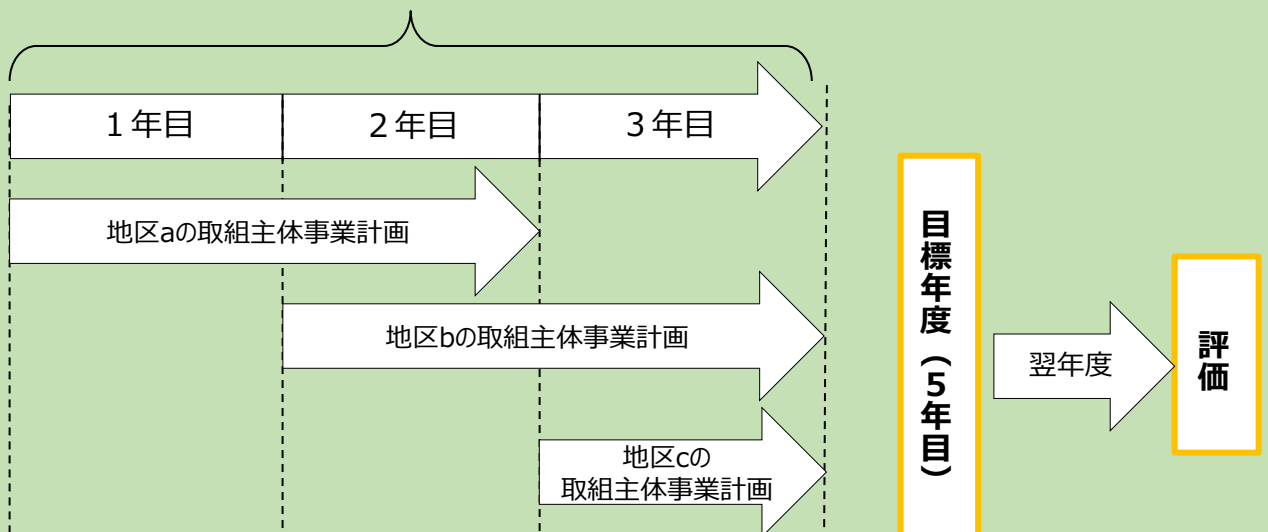 1年目
2年目
3年目
地区aの取組主体事業計画
地区bの取組主体事業計画
地区cの
取組主体事業計画
目標年度(5年目)
翌年度
評価